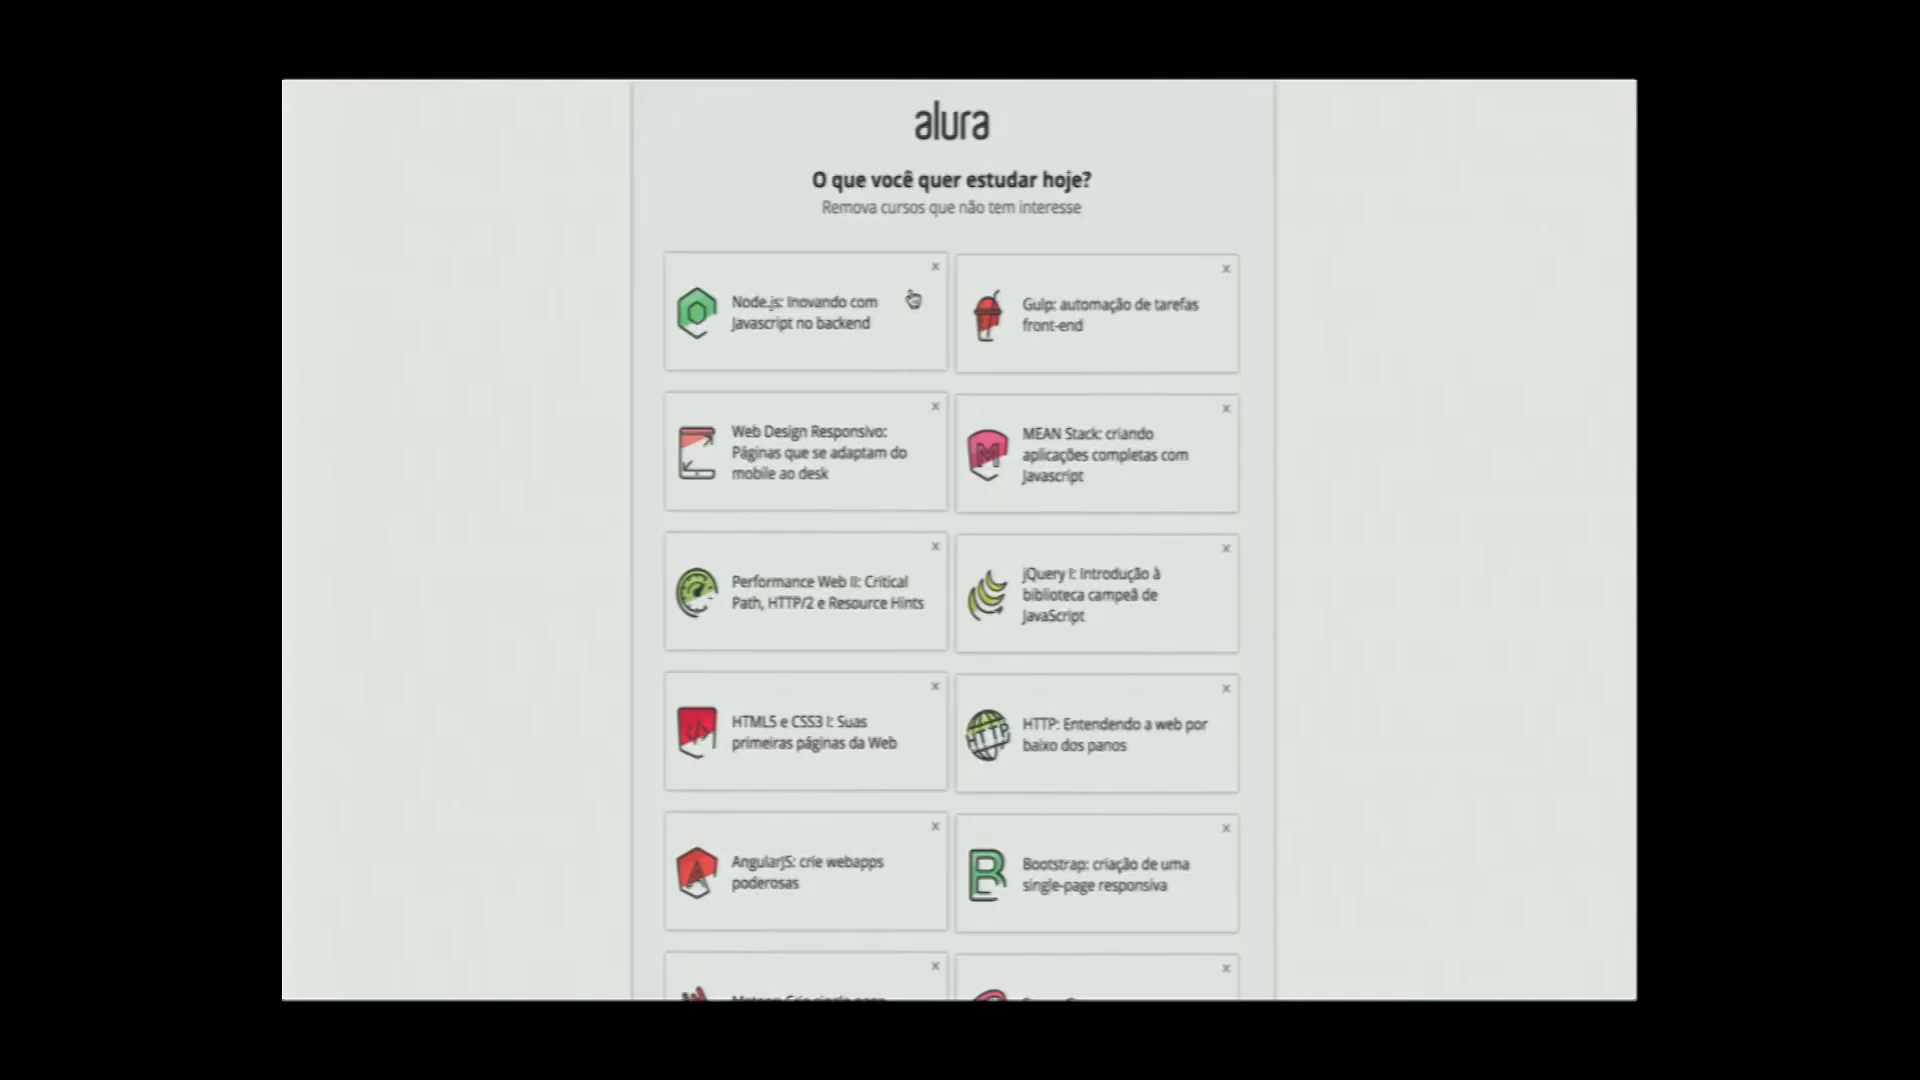 alura
O que você quer estudar hoje?
Remova cursos que não tem interesse
x
Node.js: Inovando com
Javascript no backend
x
Gulp: automação de tarefas
front-end
x
Web Design Responsivo:
Páginas que se adaptam do
mobile ao desk
x
MEAN Stack: criando
aplicações completas com
Javascript
x
Performance Web II: Critical
Path, HTTP/2 e Resource Hints
x
jQuery I: Introdução à
biblioteca campeã de
JavaScript
x
HTML5 e CSS3 I: Suas
primeiras páginas da Web
x
HTTP
HTTP: Entendendo a web por
baixo dos panos
x
AngularJS: crie webapps
poderosas
x
Bootstrap: criação de uma
single-page responsiva
x
x